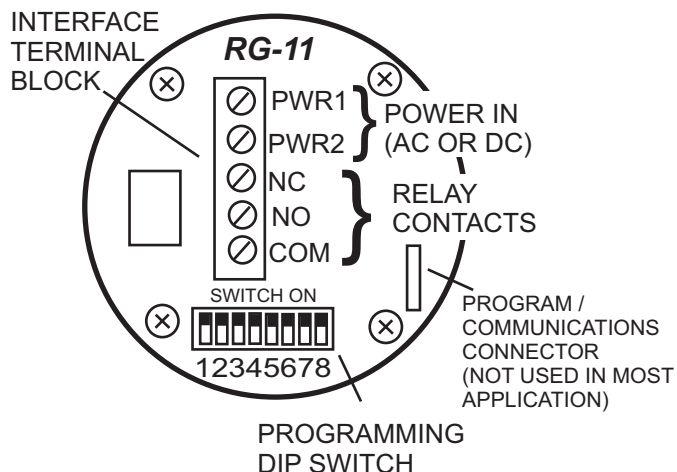 INTERFACE
TERMINAL
BLOCK
RG-11
PWR1
PWR2
NC
NO
COM
POWER IN
(AC OR DC)
RELAY
CONTACTS
SWITCH ON
12345678
PROGRAM /
COMMUNICATIONS
CONNECTOR
(NOT USED IN MOST
APPLICATION)
PROGRAMMING
DIP SWITCH